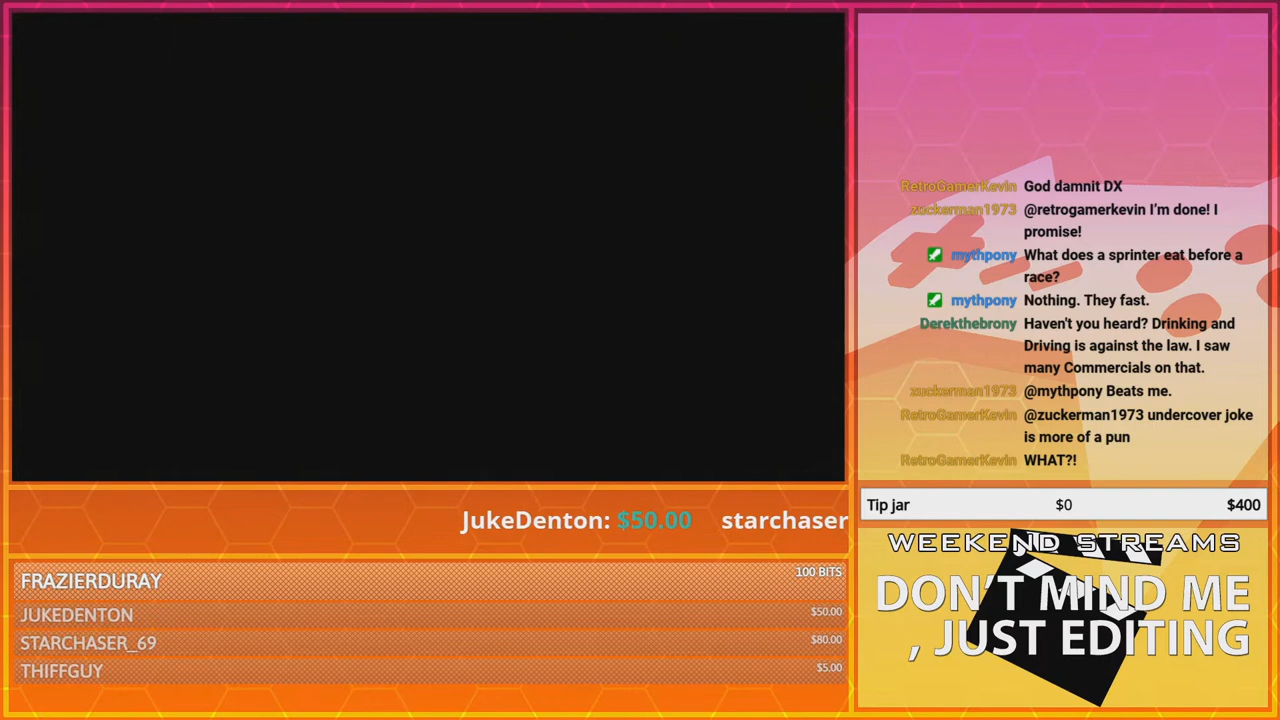 RetroGamerKevin God damnit DX
zuckerman1973 @retrogamerkevin I'm done! I
promise!
mythpony What does a sprinter eat before a
race?
mythpony Nothing. They fast.
Derekthebrony Haven't you heard? Drinking and
Driving is against the law. I saw
many Commercials on that.
zuckerman1973 @mythpony Beats me.
RetroGamerKevin @zuckerman1973 undercover joke
is more of a pun
RetroGamerKevin WHAT?!
Tip jar $0 $400
JukeDenton: $50.00 starchaser
WEEKEND STREAMS
DON'T MIND ME
, JUST EDITING
FRAZIERDURAY 100 BITS
JUKEDENTON $50.00
STARCHASER_69 $80.00
THIFFGUY $5.00